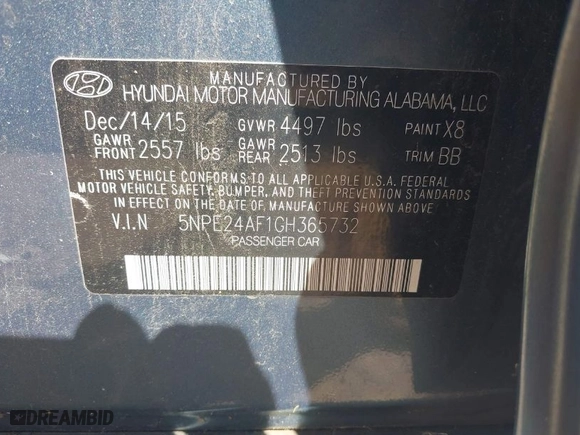 MANUFACTURED BY
HYUNDAI MOTOR MANUFACTURING ALABAMA, LLC
Dec/14/15 GVWR 4497 lbs PAINT X8
GAWR FRONT 2557 lbs GAWR REAR 2513 lbs TRIM BB
THIS VEHICLE CONFORMS TO ALL APPLICABLE U.S.A. FEDERAL
MOTOR VEHICLE SAFETY, BUMPER, AND THEFT PREVENTION STANDARDS
IN EFFECT ON THE DATE OF MANUFACTURE SHOWN ABOVE.
V.I.N 5NPE24AF1GH365732
PASSENGER CAR
DREAMBID